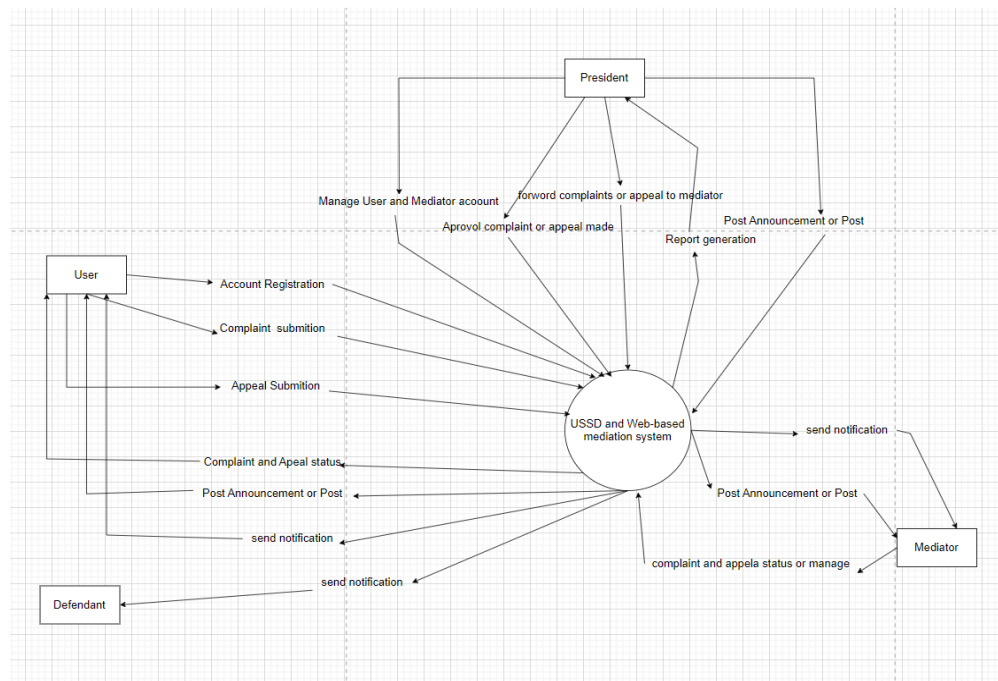 President
Manage User and Mediator acoount
forword complaints or appeal to mediator
Aprovol complaint or appeal made
Post Announcement or Post
Report generation
User
Account Registration
Complaint submition
Appeal Submition
USSD and Web-based
mediation system
send notification
Complaint and Apeal status
Post Announcement or Post
Post Announcement or Post
send notification
Mediator
complaint and appela status or manage
send notification
Defendant